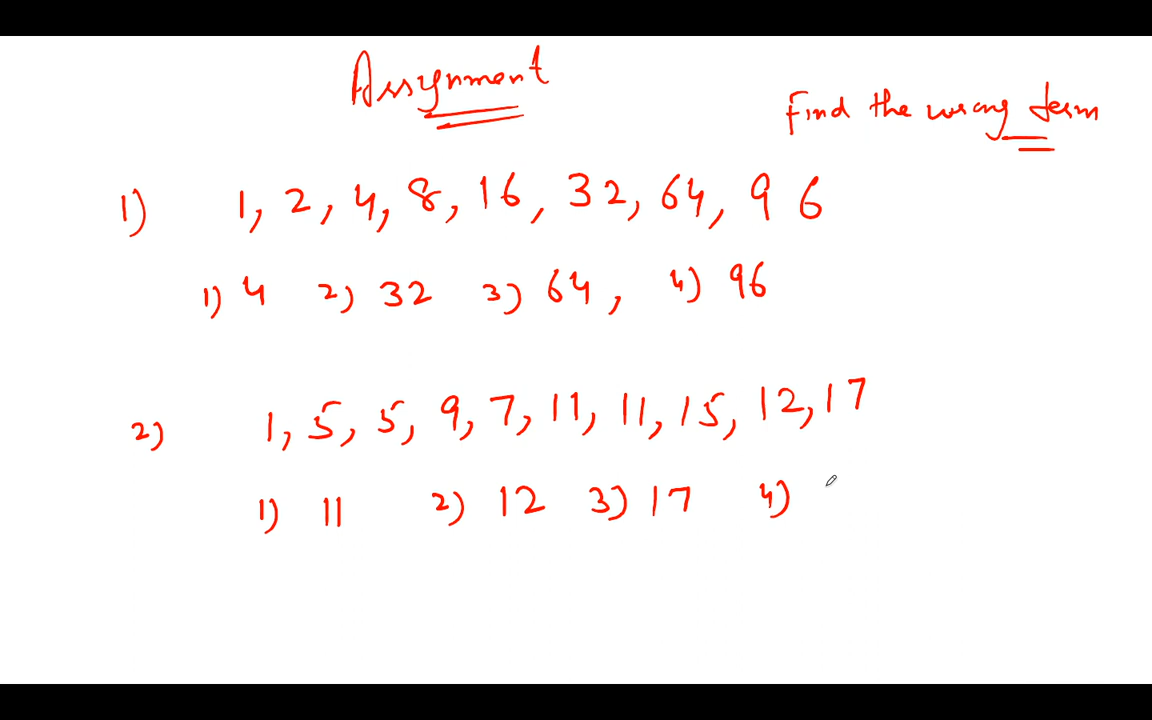 Assignment
Find the wrong term
1) 1, 2, 4, 8, 16, 32, 64, 96
1) 4 2) 32 3) 64, 4) 96
2) 1, 5, 5, 9, 7, 11, 11, 15, 12, 17
1) 11 2) 12 3) 17 4)